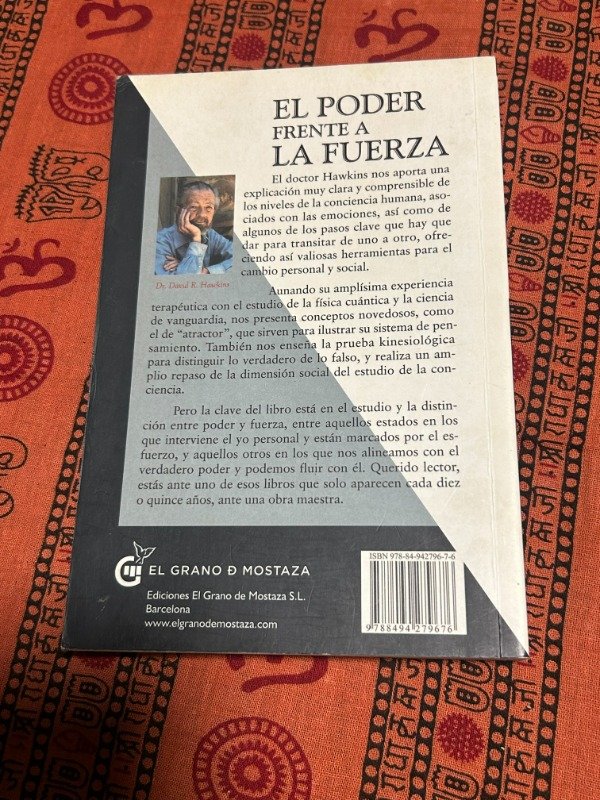 EL PODER
FRENTE A
LA FUERZA
El doctor Hawkins nos aporta una
explicación muy clara y comprensible de
los niveles de la conciencia humana, aso-
ciados con las emociones, así como de
algunos de los pasos clave que hay que
dar para transitar de uno a otro, ofre-
ciendo así valiosas herramientas para el
cambio personal y social.
Dr. David R. Hawkins
Aunando su amplísima experiencia
terapéutica con el estudio de la física cuántica y la ciencia
de vanguardia, nos presenta conceptos novedosos, como
el de “atractor”, que sirven para ilustrar su sistema de pen-
samiento. También nos enseña la prueba kinesiológica
para distinguir lo verdadero de lo falso, y realiza un am-
plio repaso de la dimensión social del estudio de la con-
ciencia.
Pero la clave del libro está en el estudio y la distin-
ción entre poder y fuerza, entre aquellos estados en los
que interviene el yo personal y están marcados por el es-
fuerzo, y aquellos otros en los que nos alineamos con el
verdadero poder y podemos fluir con él. Querido lector,
estás ante uno de esos libros que solo aparecen cada diez
o quince años, ante una obra maestra.
EL GRANO Đ MOSTAZA
Ediciones El Grano de Mostaza S.L.
Barcelona
www.elgranodemostaza.com
ISBN 978-84-942796-7-6
9 788494 279676